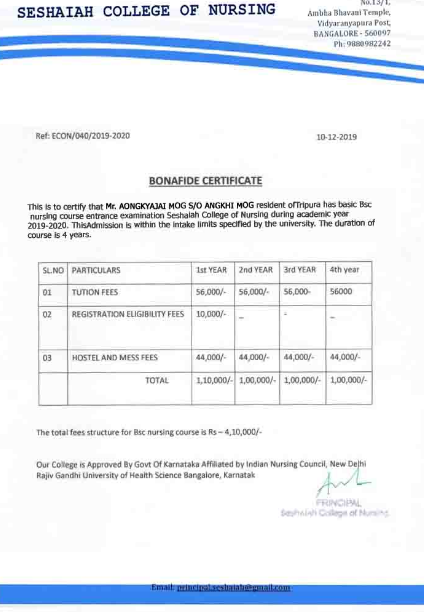 SESHAIAH COLLEGE OF NURSING
No.13/1,
Ambha Bhavani Temple,
Vidyaranyapura Post,
BANGALORE - 560097
Ph: 9880982242
Ref: ECON/040/2019-2020
10-12-2019
BONAFIDE CERTIFICATE
This is to certify that Mr. AONGKYAJAI MOG S/O ANGKHI MOG resident ofTripura has basic Bsc
nursing course entrance examination Seshaiah College of Nursing during academic year
2019-2020. ThisAdmission is within the intake limits specified by the university. The duration of
course is 4 years.
SL.NO PARTICULARS 1st YEAR 2nd YEAR 3rd YEAR 4th year
01 TUTION FEES 56,000/- 56,000/- 56,000- 56000
02 REGISTRATION ELIGIBILITY FEES 10,000/- _ - _
03 HOSTEL AND MESS FEES 44,000/- 44,000/- 44,000/- 44,000/-
TOTAL 1,10,000/- 1,00,000/- 1,00,000/- 1,00,000/-
The total fees structure for Bsc nursing course is Rs – 4,10,000/-
Our College is Approved By Govt Of Karnataka Affiliated by Indian Nursing Council, New Delhi
Rajiv Gandhi University of Health Science Bangalore, Karnatak
PRINCIPAL
Seshaiah College of Nursing
Email: principal.aeshaiah@gmail.com